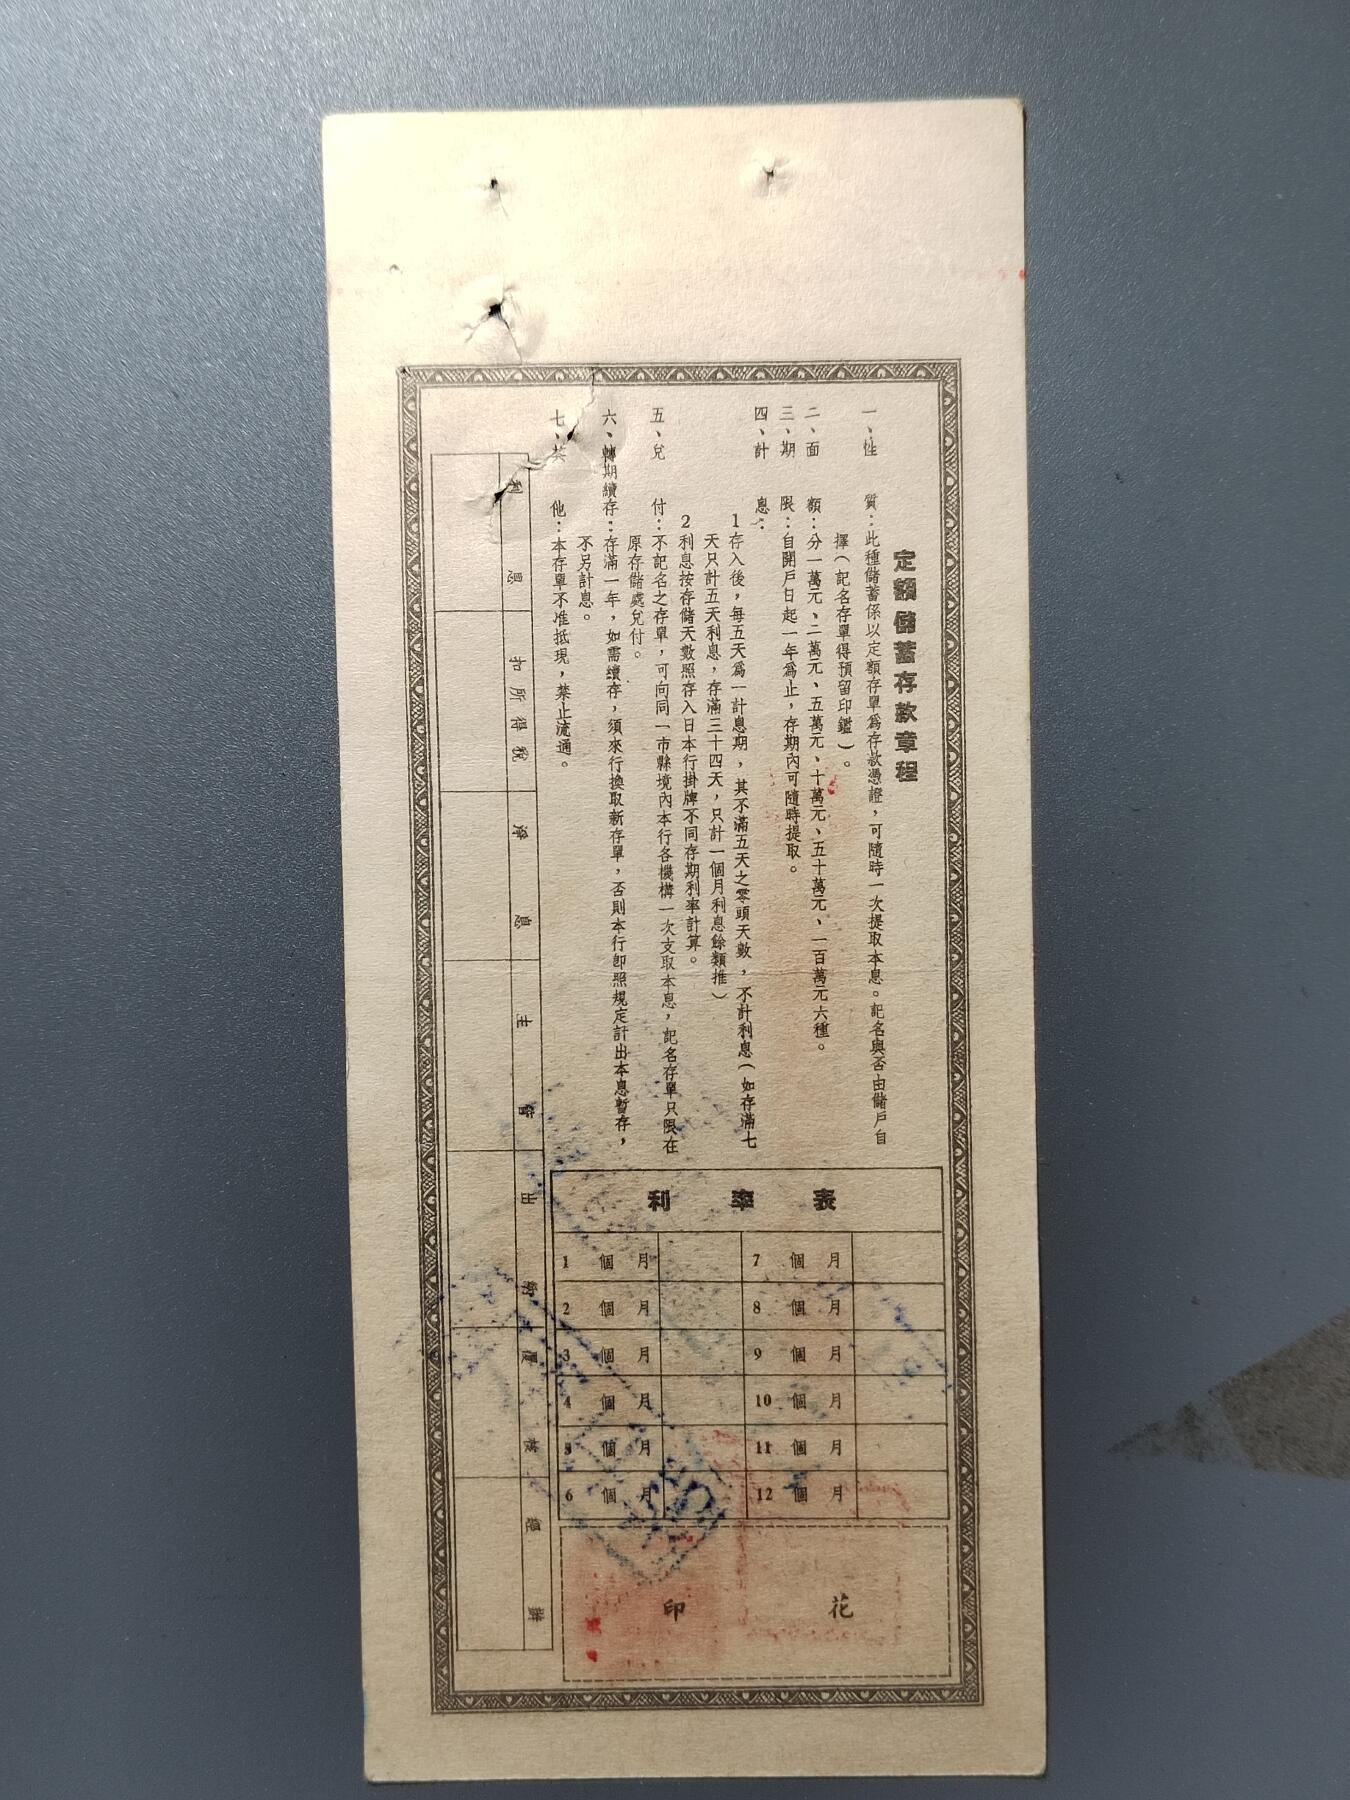 定額儲蓄存款章程
一、性　質：此種儲蓄係以定額存單為存款憑證，可隨時一次提取本息。記名與否由儲戶自
擇（記名存單得預留印鑑）。
二、面　額：分一萬元、二萬元、五萬元、十萬元、五十萬元、一百萬元六種。
三、期　限：自開戶日起一年為止，存期內可隨時提取。
四、計　息：
1 存入後，每五天為一計息期，其不滿五天之零頭天數，不計利息（如存滿七
天只計五天利息，存滿三十四天，只計一個月利息餘類推）
2 利息按存儲天數照存入日本行掛牌不同存期利率計算。
五、兌　付：不記名之存單，可向同一市縣境內本行各機構一次支取本息，記名存單只限在
原存儲處兌付。
六、轉期續存：存滿一年，如需續存，須來行換取新存單，否則本行卽照規定計出本息暫存，
不另計息。
七、其　他：本存單不准抵現，禁止流通。
利率表
1 個月
2 個月
3 個月
4 個月
5 個月
6 個月
7 個月
8 個月
9 個月
10 個月
11 個月
12 個月
印花
利息
扣所得稅
淨息
主管
出納
覆核
經辦